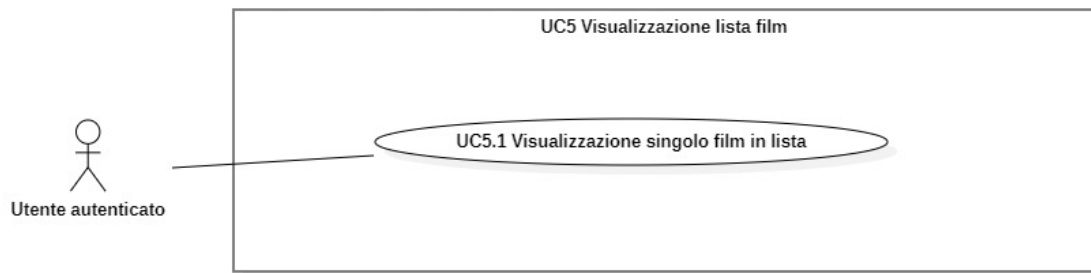 UC5 Visualizzazione lista film
UC5.1 Visualizzazione singolo film in lista
Utente autenticato